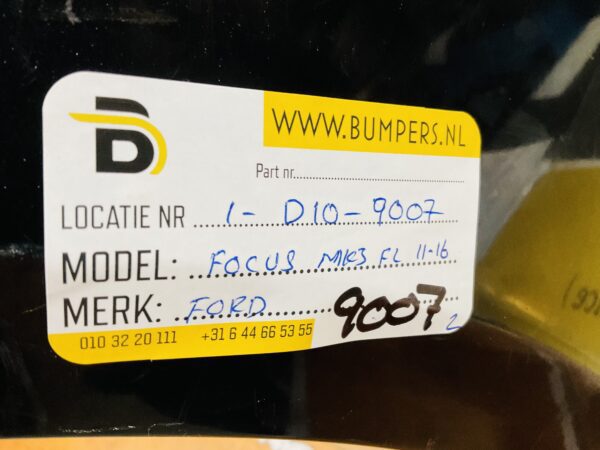 WWW.BUMPERS.NL
Part nr.
LOCATIE NR 1- D10-9007
MODEL: FOCUS MK3 FL 11-16
MERK: FORD
9007 2
010 32 20 111 +31 6 44 66 53 55